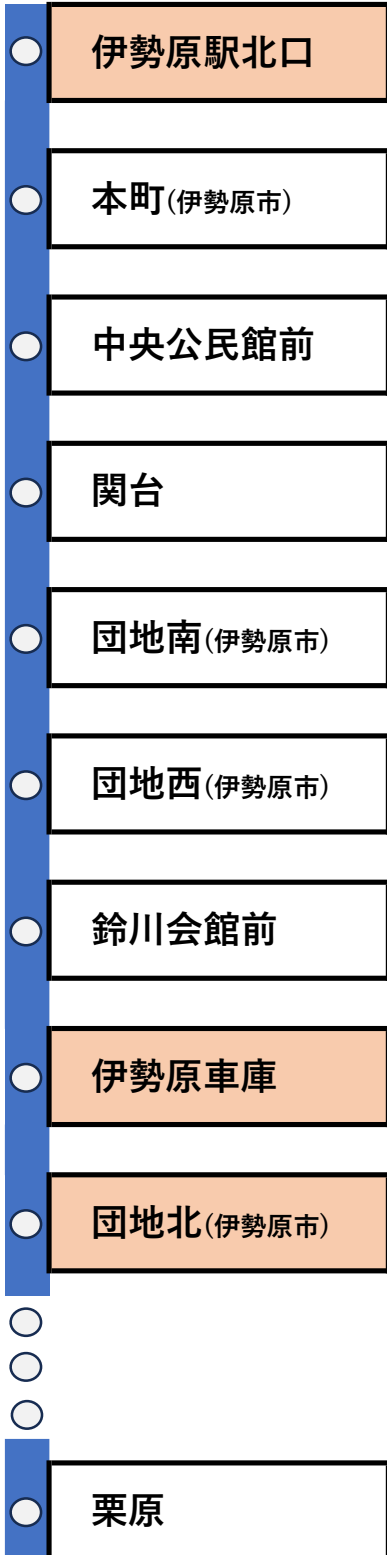 伊勢原駅北口
本町(伊勢原市)
中央公民館前
関台
団地南(伊勢原市)
団地西(伊勢原市)
鈴川会館前
伊勢原車庫
団地北(伊勢原市)
栗原